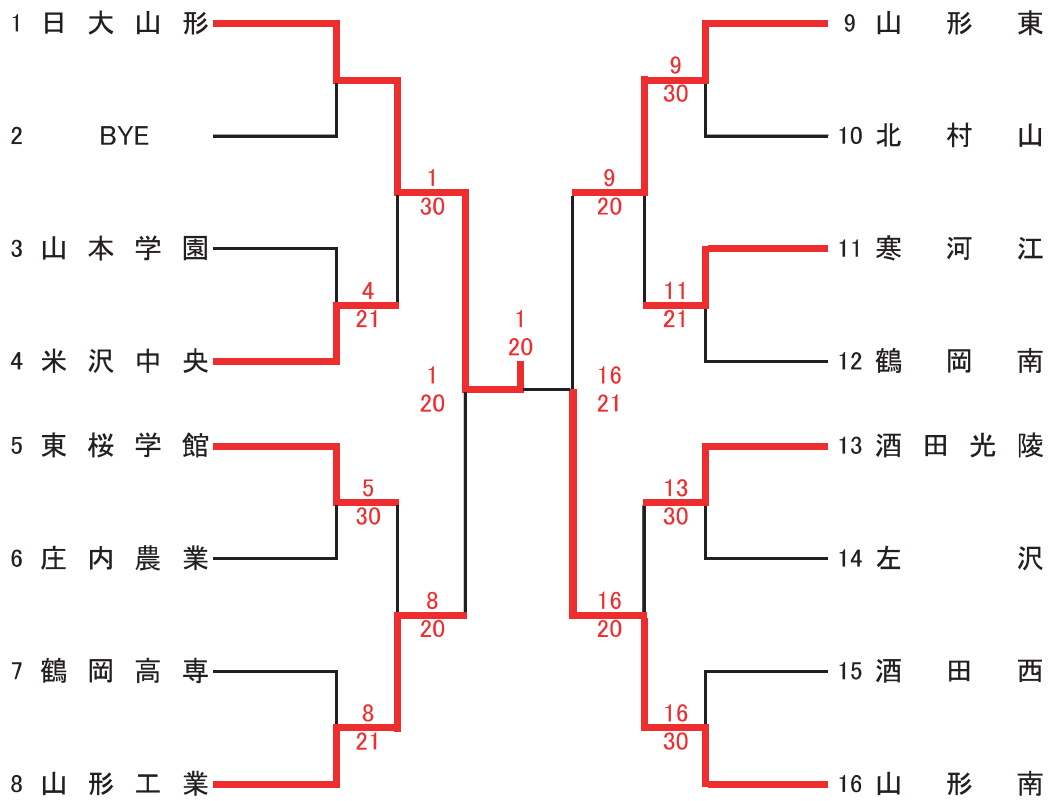 1 日大山形
2 BYE
3 山本学園
4 米沢中央
5 東桜学館
6 庄内農業
7 鶴岡高専
8 山形工業
4
21
5
30
8
21
1
30
8
20
1
20
1
20
16
21
9
20
16
20
9
30
11
21
13
30
16
30
9 山形東
10 北村山
11 寒河江
12 鶴岡南
13 酒田光陵
14 左沢
15 酒田西
16 山形南